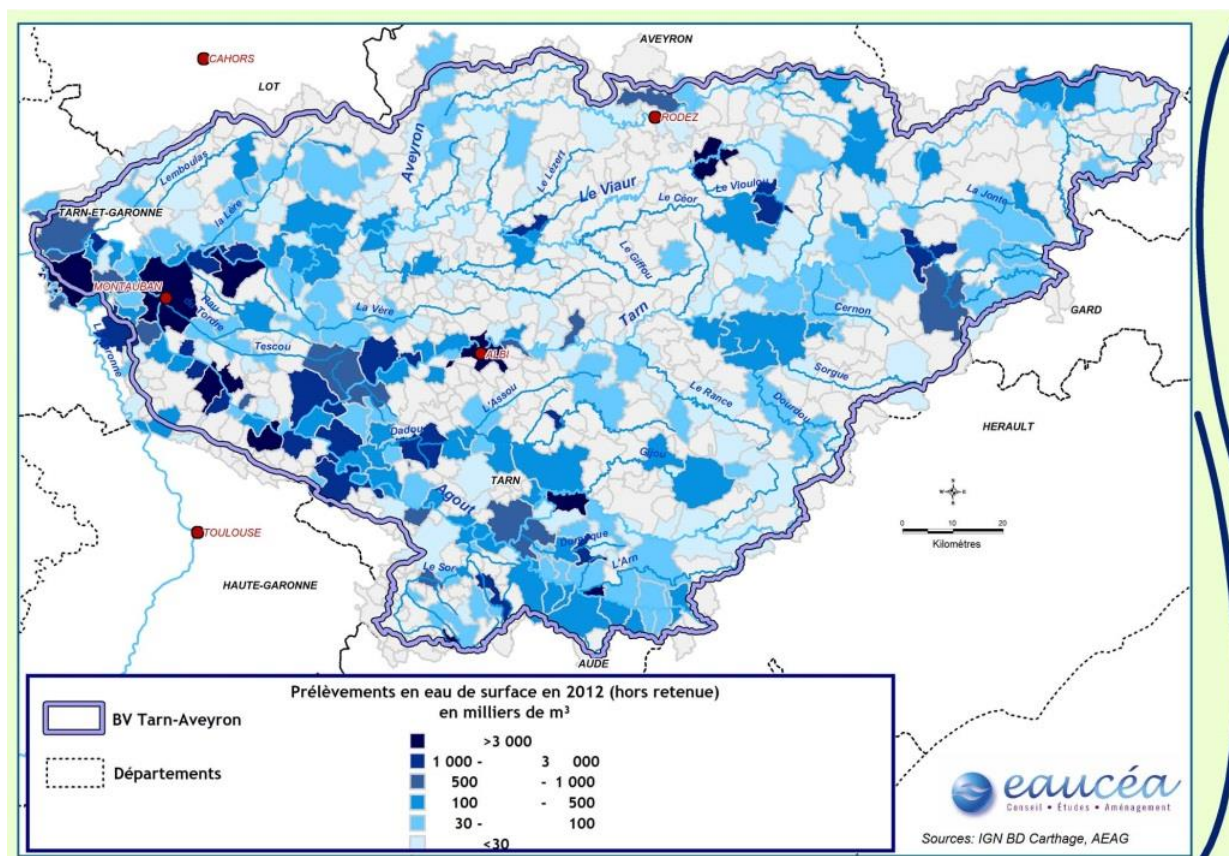 CAHORS
AVEYRON
LOT
RODEZ
Aveyron
Lemboulas
Le Lézert
Le Viaur
Le Céor
Le Vioulou
La Jonte
TARN-ET-GARONNE
la Lère
Le Giffou
MONTAUBAN
Rau
Tordre
La Vère
Tarn
Cernon
GARD
Tescou
ALBI
Sorgue
L'Assou
Le Rance
Dourdou
HERAULT
Dadou
Gijou
TARN
Agout
TOULOUSE
L'Arn
Le Sor
HAUTE-GARONNE
0 10 20
Kilomètres
AUDE
Prélèvements en eau de surface en 2012 (hors retenue)
en milliers de m³
BV Tarn-Aveyron
Départements
>3 000
1 000 - 3 000
500 - 1 000
100 - 500
30 - 100
<30
eaucéa
Conseil • Études • Aménagement
Sources: IGN BD Carthage, AEAG